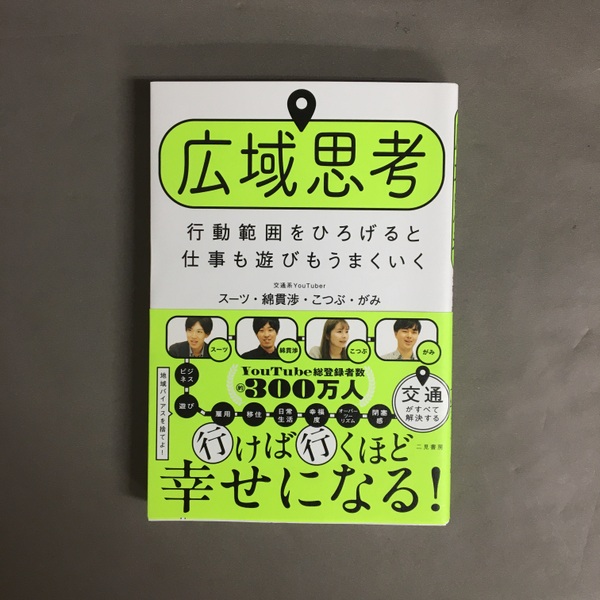 広域思考
行動範囲をひろげると
仕事も遊びもうまくいく
交通系YouTuber
スーツ・綿貫渉・こつぶ・がみ
スーツ
綿貫渉
こつぶ
がみ
YouTube総登録者数
約300万人
地域バイアスを捨てよ！
ビジネス
遊び
雇用
移住
日常生活
幸福度
オーバーツーリズム
閉塞感
交通
がすべて
解決する
行けば行くほど
幸せになる！
二見書房